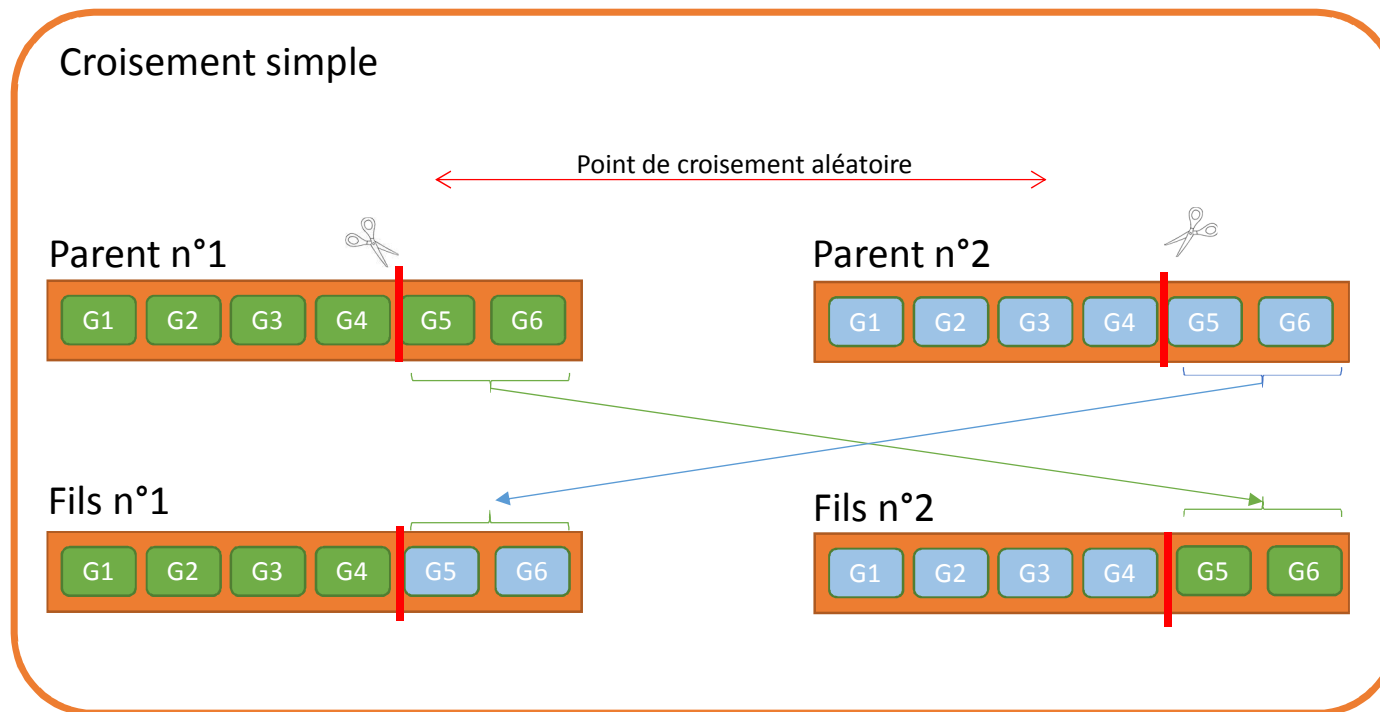 Croisement simple
Point de croisement aléatoire
Parent n°1
Parent n°2
G1 G2 G3 G4 G5 G6
G1 G2 G3 G4 G5 G6
Fils n°1
Fils n°2
G1 G2 G3 G4 G5 G6
G1 G2 G3 G4 G5 G6